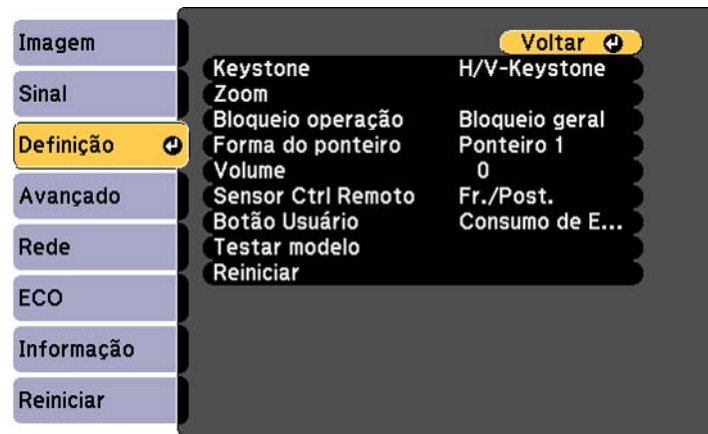 Imagem
Sinal
Definição
Avançado
Rede
ECO
Informação
Reiniciar
Voltar
Keystone H/V-Keystone
Zoom
Bloqueio operação Bloqueio geral
Forma do ponteiro Ponteiro 1
Volume 0
Sensor Ctrl Remoto Fr./Post.
Botão Usuário Consumo de E...
Testar modelo
Reiniciar